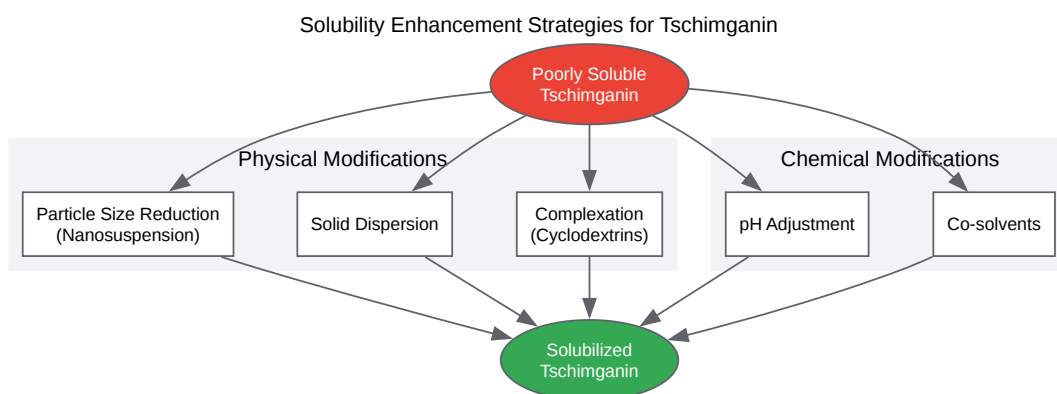 Solubility Enhancement Strategies for Tschimganin
Poorly Soluble
Tschimganin
Physical Modifications
Chemical Modifications
Particle Size Reduction
(Nanosuspension)
Solid Dispersion
Complexation
(Cyclodextrins)
pH Adjustment
Co-solvents
Solubilized
Tschimganin